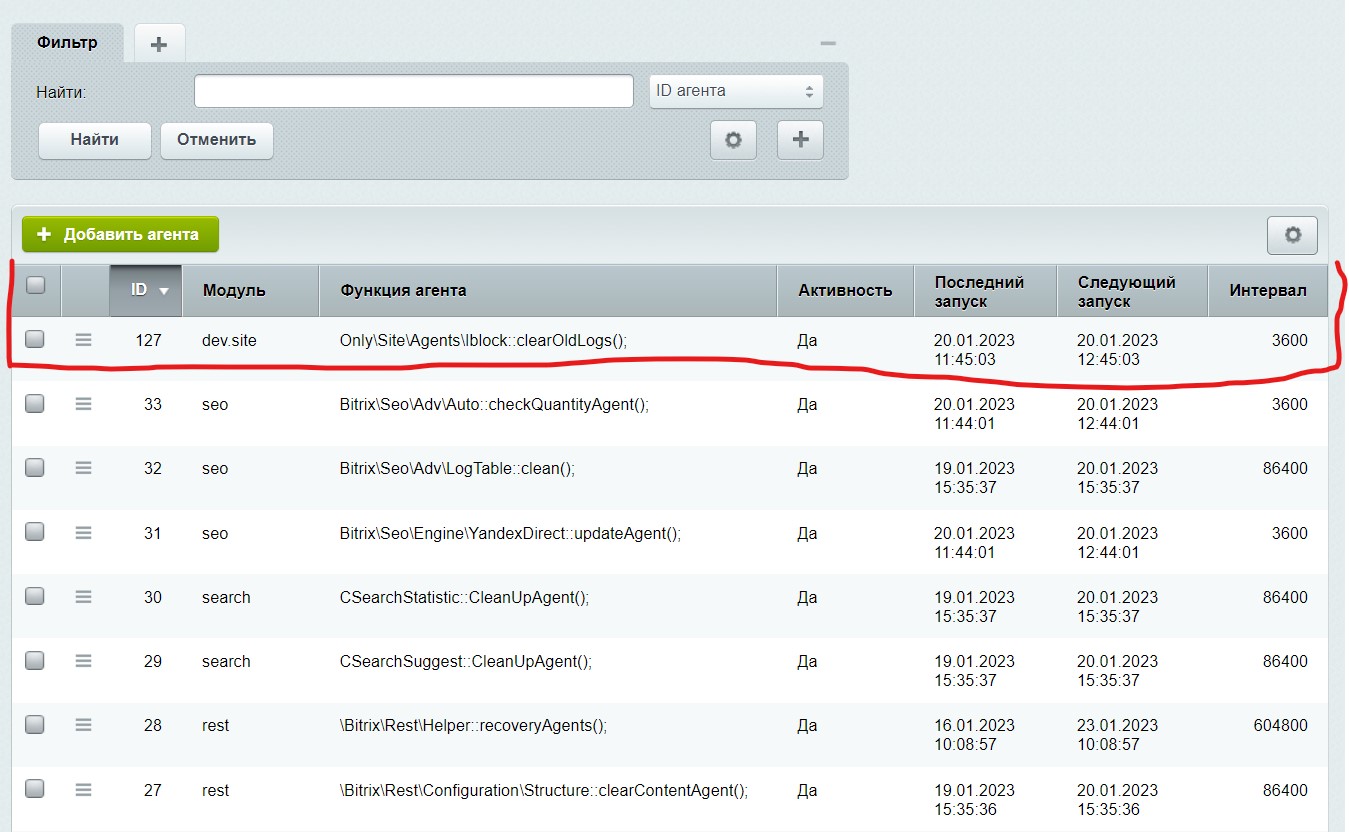 Фильтр
Найти:
ID агента
Найти
Отменить
Добавить агента
ID Модуль Функция агента Активность Последний запуск Следующий запуск Интервал
127 dev.site Only\Site\Agents\Iblock::clearOldLogs(); Да 20.01.2023 11:45:03 20.01.2023 12:45:03 3600
33 seo Bitrix\Seo\Adv\Auto::checkQuantityAgent(); Да 20.01.2023 11:44:01 20.01.2023 12:44:01 3600
32 seo Bitrix\Seo\Adv\LogTable::clean(); Да 19.01.2023 15:35:37 20.01.2023 15:35:37 86400
31 seo Bitrix\Seo\Engine\YandexDirect::updateAgent(); Да 20.01.2023 11:44:01 20.01.2023 12:44:01 3600
30 search CSearchStatistic::CleanUpAgent(); Да 19.01.2023 15:35:37 20.01.2023 15:35:37 86400
29 search CSearchSuggest::CleanUpAgent(); Да 19.01.2023 15:35:37 20.01.2023 15:35:37 86400
28 rest \Bitrix\Rest\Helper::recoveryAgents(); Да 16.01.2023 10:08:57 23.01.2023 10:08:57 604800
27 rest \Bitrix\Rest\Configuration\Structure::clearContentAgent(); Да 19.01.2023 15:35:36 20.01.2023 15:35:36 86400